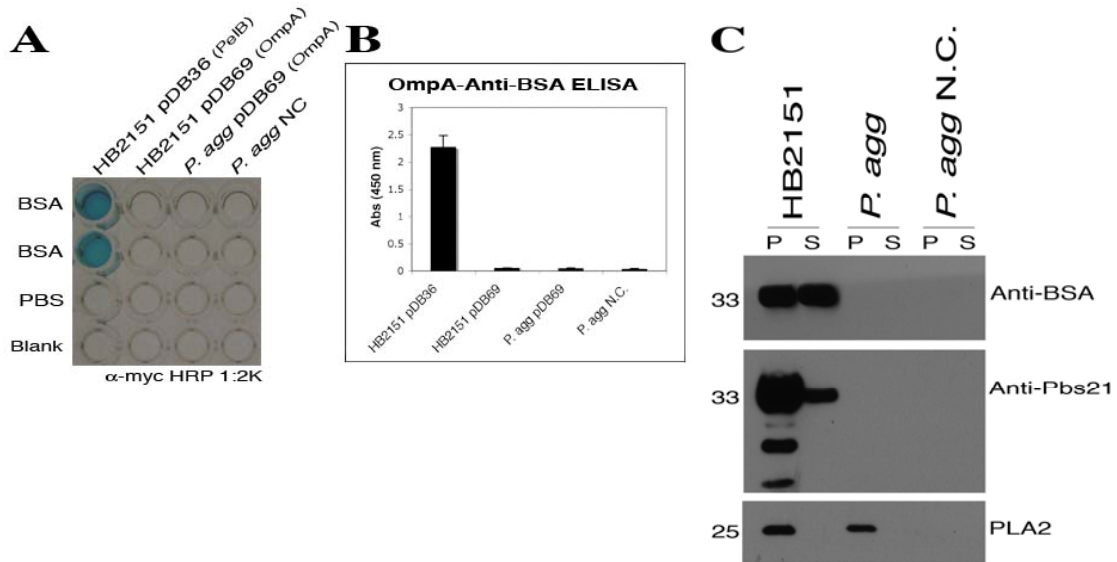 A
HB2151 pDB36 (PelB)
HB2151 pDB69 (OmpA)
P. agg pDB69 (OmpA)
P. agg NC
BSA
BSA
PBS
Blank
α-myc HRP 1:2K
B
OmpA-Anti-BSA ELISA
Abs (450 nm)
3
2.5
2
1.5
1
0.5
0
HB2151 pDB36
HB2151 pDB69
P. agg pDB69
P. agg N.C.
C
HB2151
P. agg
P. agg N.C.
P S P S P S
33 Anti-BSA
33 Anti-Pbs21
25 PLA2